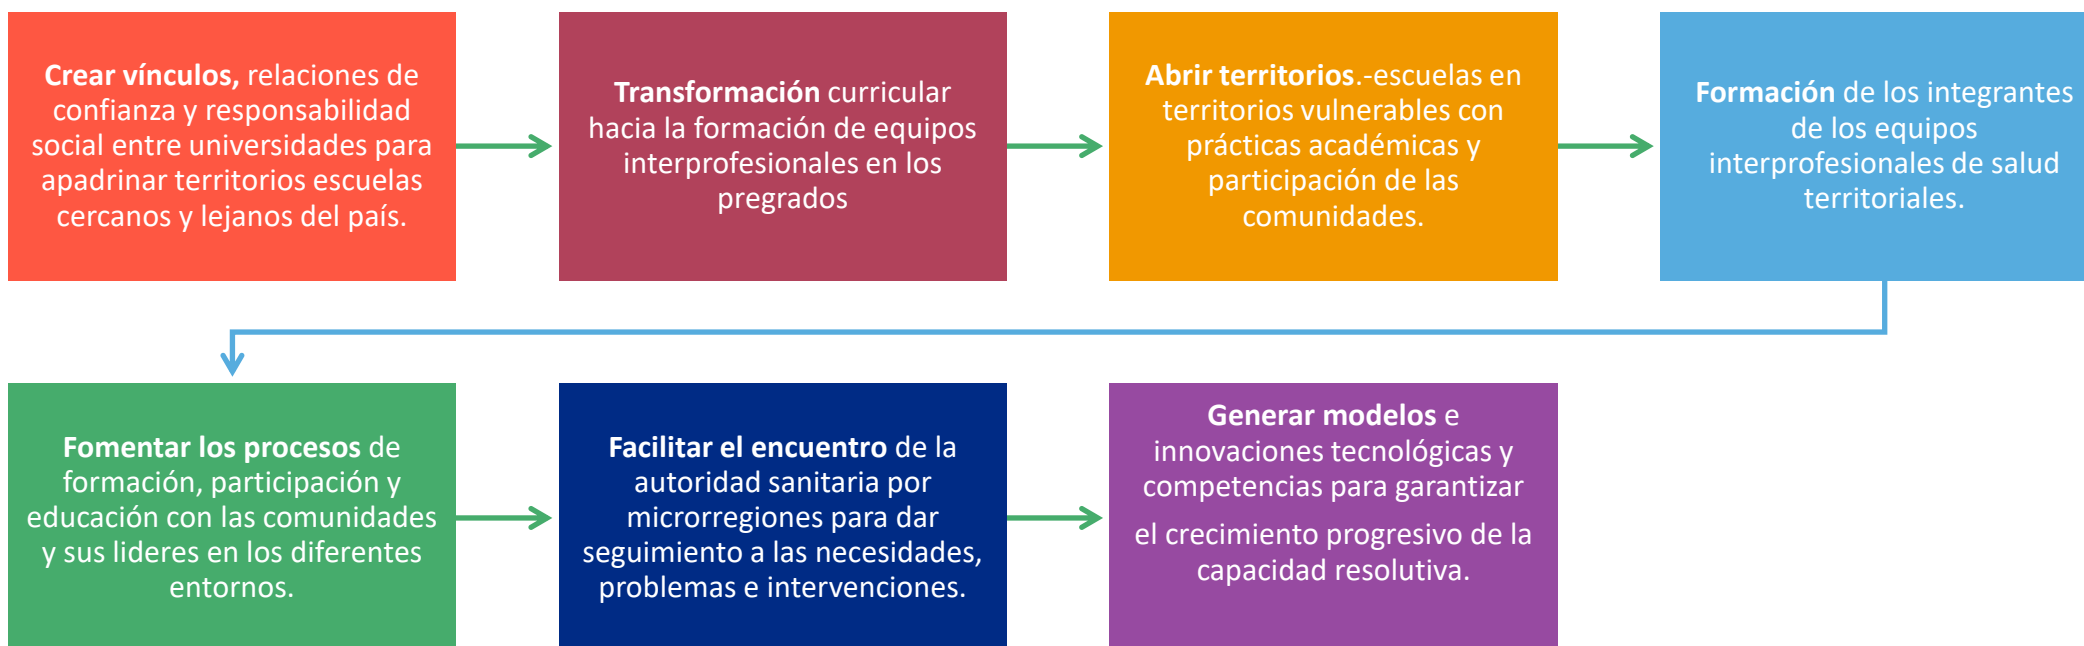 Crear vínculos, relaciones de
confianza y responsabilidad
social entre universidades para
apadrinar territorios escuelas
cercanos y lejanos del país.
Transformación curricular
hacia la formación de equipos
interprofesionales en los
pregrados
Abrir territorios.-escuelas en
territorios vulnerables con
prácticas académicas y
participación de las
comunidades.
Formación de los integrantes
de los equipos
interprofesionales de salud
territoriales.
Fomentar los procesos de
formación, participación y
educación con las comunidades
y sus lideres en los diferentes
entornos.
Facilitar el encuentro de la
autoridad sanitaria por
microrregiones para dar
seguimiento a las necesidades,
problemas e intervenciones.
Generar modelos e
innovaciones tecnológicas y
competencias para garantizar
el crecimiento progresivo de la
capacidad resolutiva.